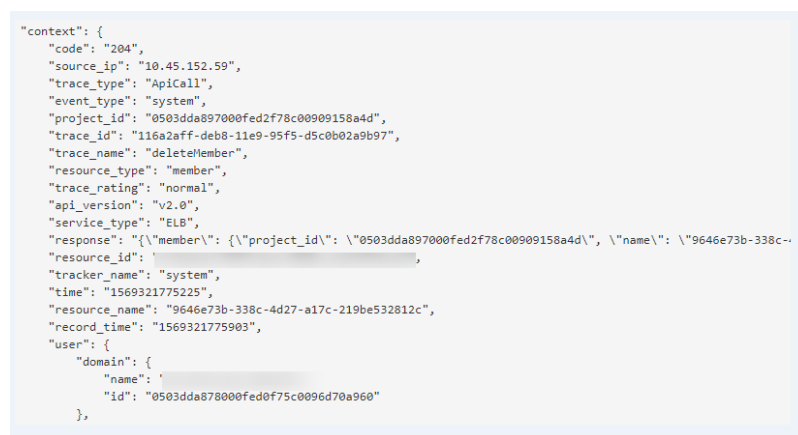 "context": {
"code": "204",
"source_ip": "10.45.152.59",
"trace_type": "ApiCall",
"event_type": "system",
"project_id": "0503dda897000fed2f78c00909158a4d",
"trace_id": "116a2aff-deb8-11e9-95f5-d5c0b02a9b97",
"trace_name": "deleteMember",
"resource_type": "member",
"trace_rating": "normal",
"api_version": "v2.0",
"service_type": "ELB",
"response": "{\"member\": {\"project_id\": \"0503dda897000fed2f78c00909158a4d\", \"name\": \"9646e73b-338c-
"resource_id": "
"tracker_name": "system",
"time": "1569321775225",
"resource_name": "9646e73b-338c-4d27-a17c-219be532812c",
"record_time": "1569321775903",
"user": {
"domain": {
"name": 
"id": "0503dda878000fed0f75c0096d70a960"
},